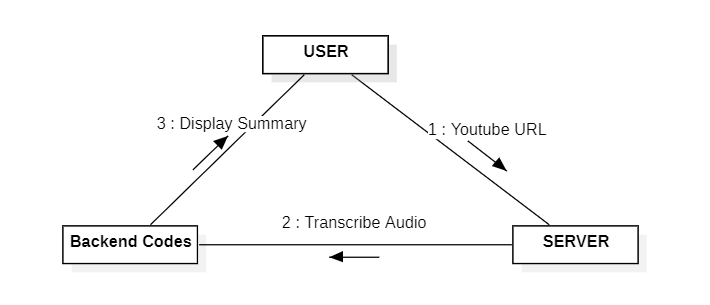 USER
3 : Display Summary
1 : Youtube URL
2 : Transcribe Audio
Backend Codes
SERVER